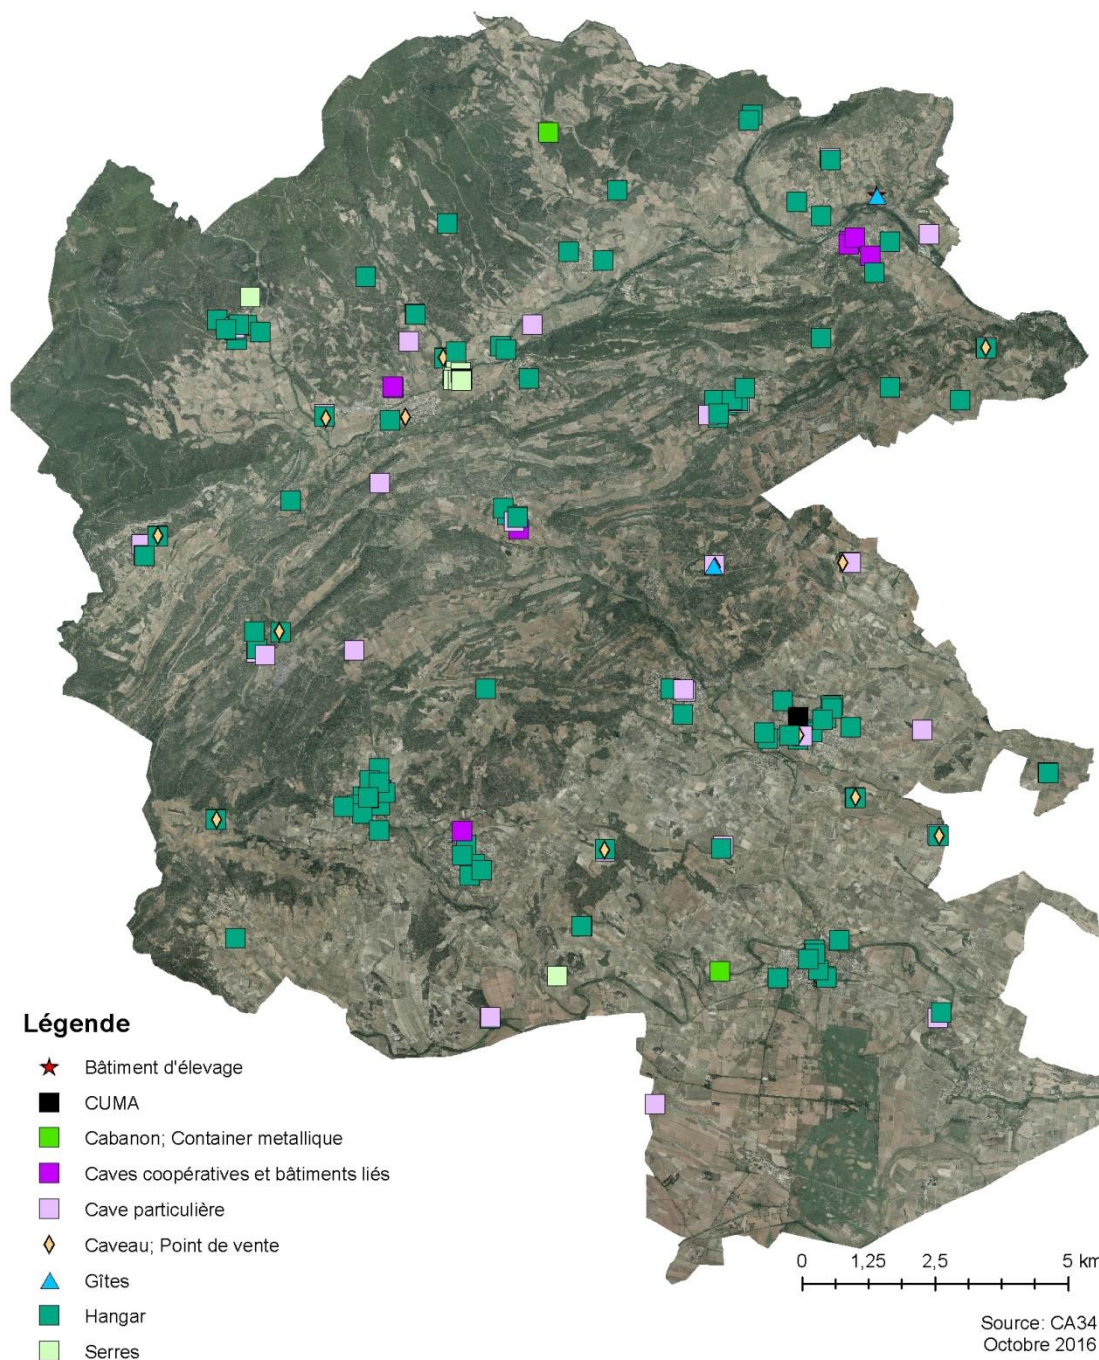 Légende
Bâtiment d'élevage
CUMA
Cabanon; Container metallique
Caves coopératives et bâtiments liés
Cave particulière
Caveau; Point de vente
Gîtes
Hangar
Serres
0 1,25 2,5 5 km
Source: CA34
Octobre 2016